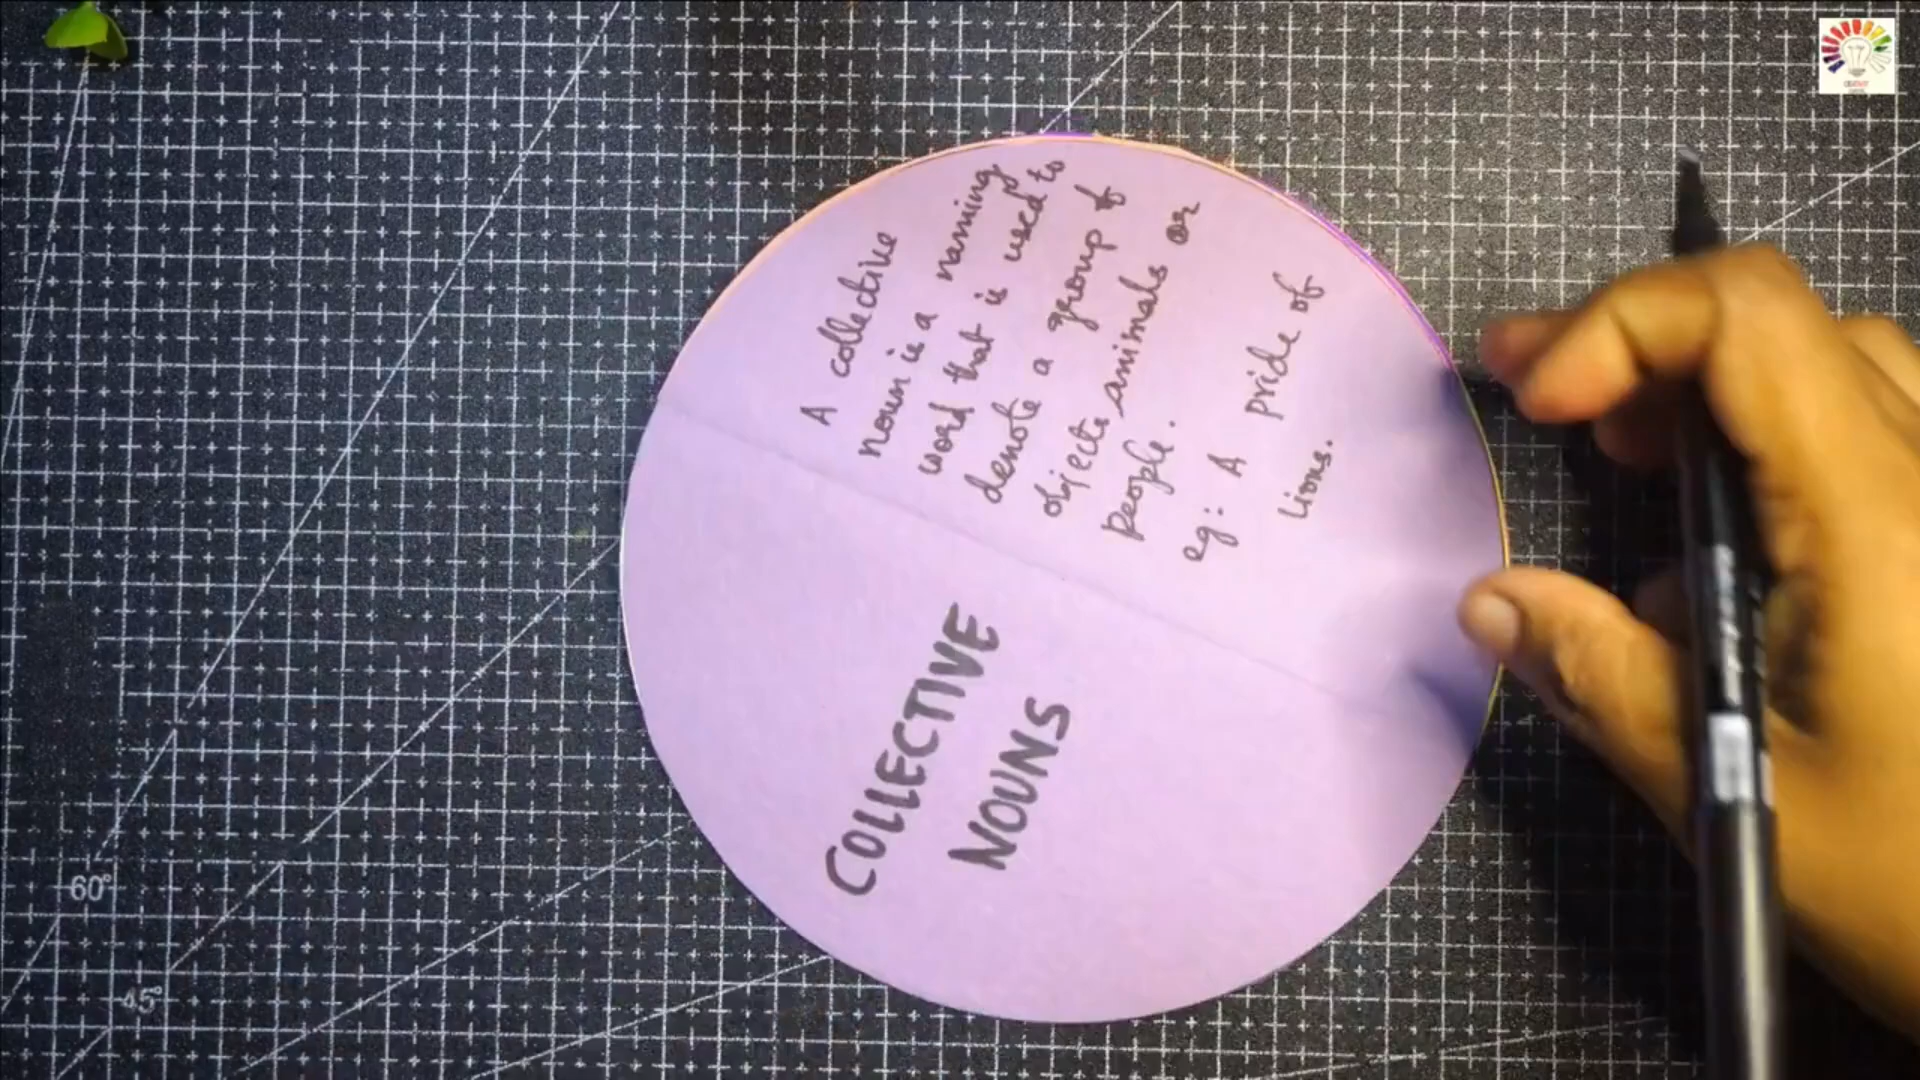 COLLECTIVE
NOUNS
A collective
noun is a naming
word that is used to
denote a group of
objects animals or
people.
eg: A pride of
lions.
60°
45°